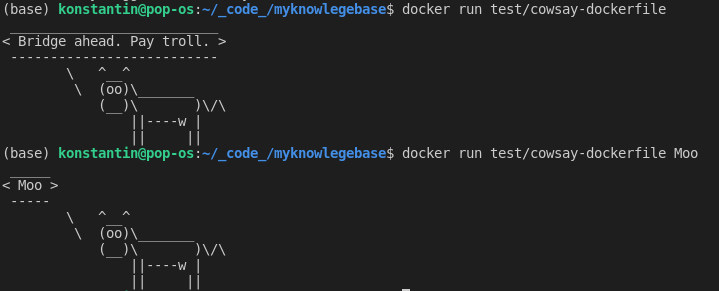 (base) konstantin@pop-os:~/_code_/myknowlegebase$ docker run test/cowsay-dockerfile
 __________________________
< Bridge ahead. Pay troll. >
 --------------------------
        \   ^__^
         \  (oo)\_______
            (__)\       )\/\
                ||----w |
                ||     ||
(base) konstantin@pop-os:~/_code_/myknowlegebase$ docker run test/cowsay-dockerfile Moo
 _____
< Moo >
 -----
        \   ^__^
         \  (oo)\_______
            (__)\       )\/\
                ||----w |
                ||     ||